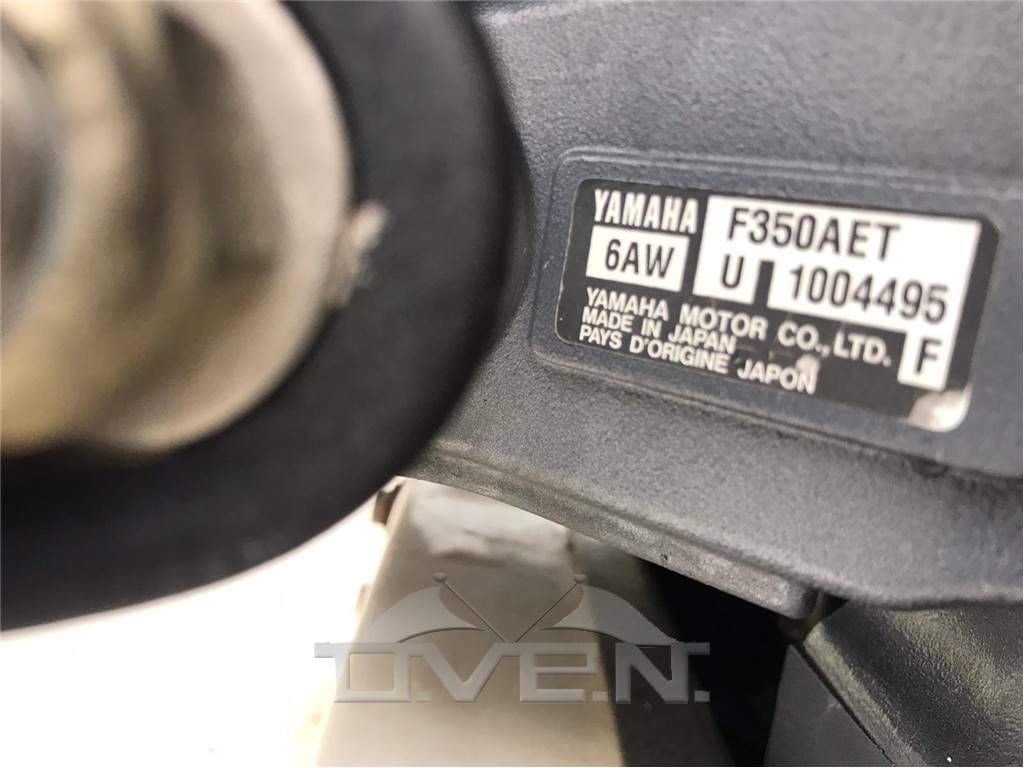 YAMAHA F350AET
6AW U 1004495
YAMAHA MOTOR CO., LTD.
MADE IN JAPAN
PAYS D'ORIGINE JAPON
F
O.V.E.N.